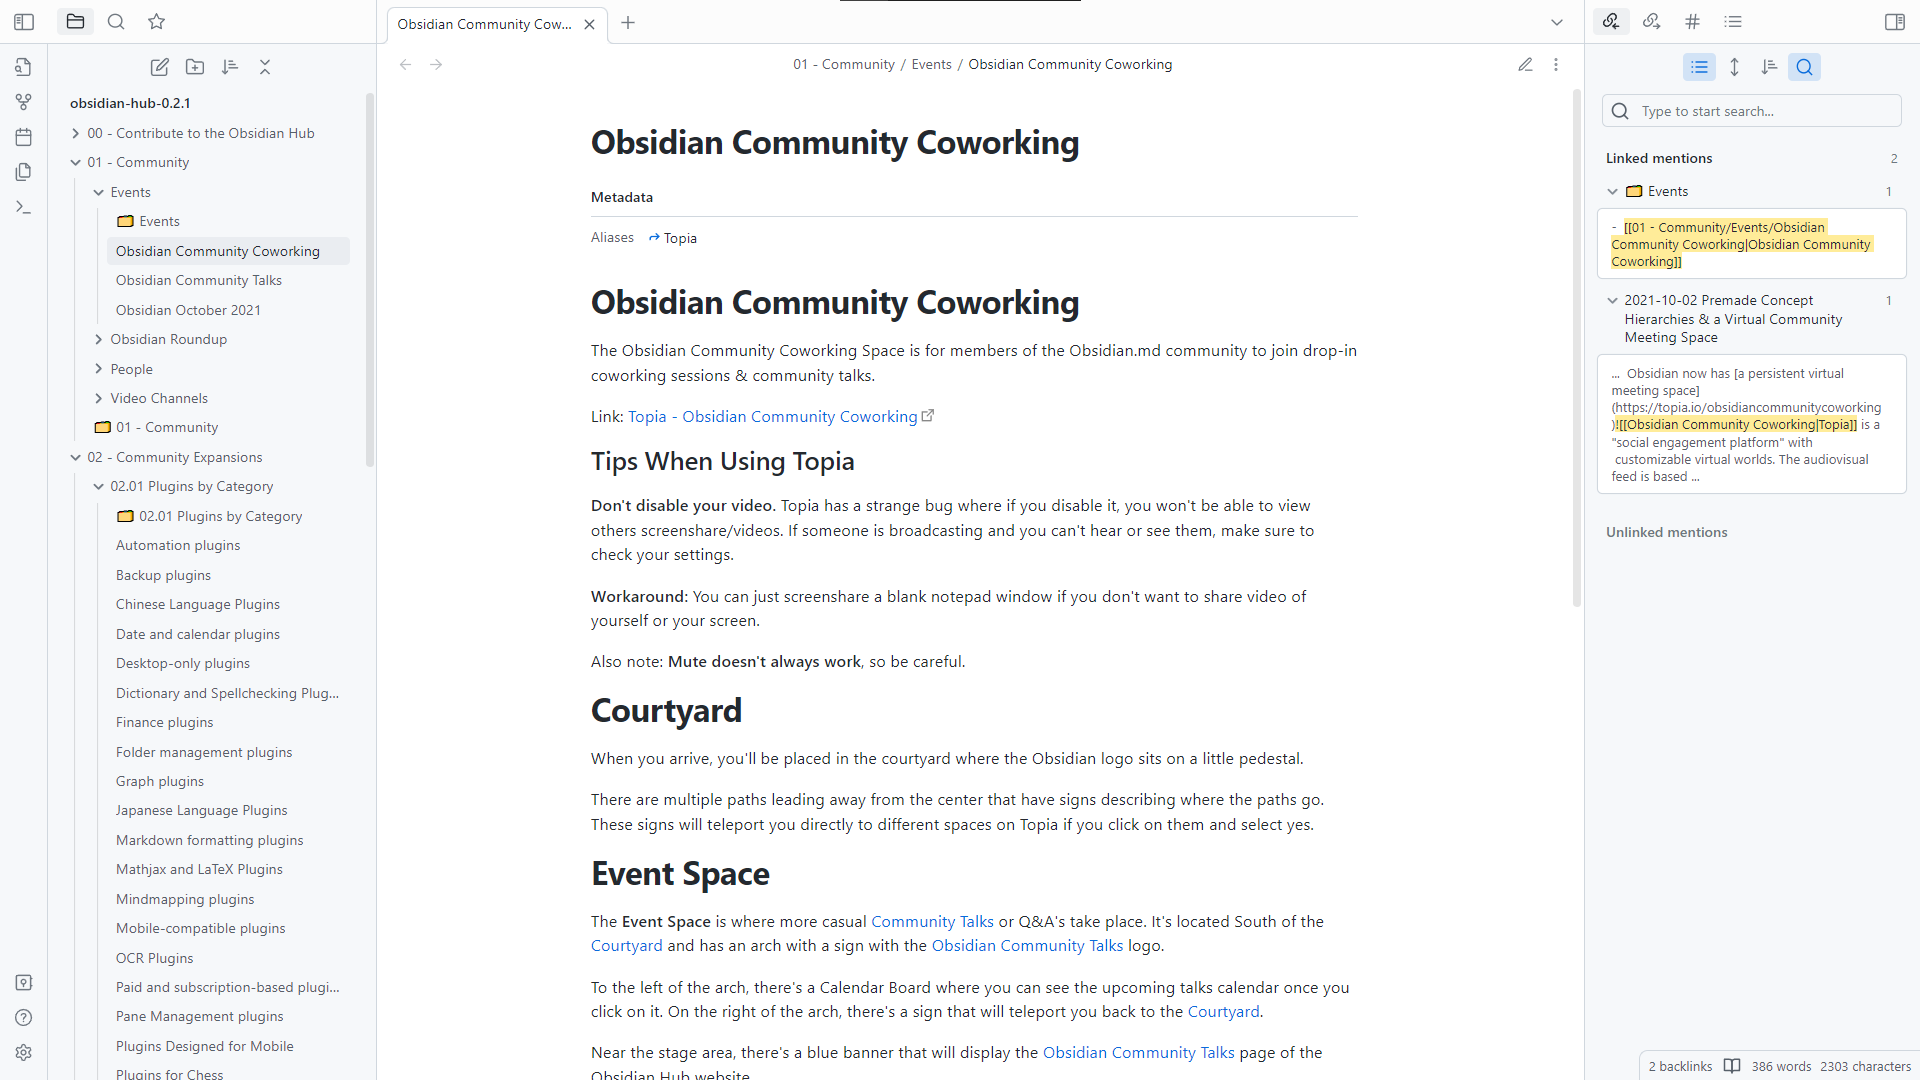 Obsidian Community Cow...
obsidian-hub-0.2.1
00 - Contribute to the Obsidian Hub
01 - Community
Events
Events
Obsidian Community Coworking
Obsidian Community Talks
Obsidian October 2021
Obsidian Roundup
People
Video Channels
01 - Community
02 - Community Expansions
02.01 Plugins by Category
02.01 Plugins by Category
Automation plugins
Backup plugins
Chinese Language Plugins
Date and calendar plugins
Desktop-only plugins
Dictionary and Spellchecking Plug...
Finance plugins
Folder management plugins
Graph plugins
Japanese Language Plugins
Markdown formatting plugins
Mathjax and LaTeX Plugins
Mindmapping plugins
Mobile-compatible plugins
OCR Plugins
Paid and subscription-based plugi...
Pane Management plugins
Plugins Designed for Mobile
Plugins for Chess
01 - Community / Events / Obsidian Community Coworking
Obsidian Community Coworking
Metadata
Aliases Topia
Obsidian Community Coworking
The Obsidian Community Coworking Space is for members of the Obsidian.md community to join drop-in
coworking sessions & community talks.
Link: Topia - Obsidian Community Coworking
Tips When Using Topia
Don't disable your video. Topia has a strange bug where if you disable it, you won't be able to view
others screenshare/videos. If someone is broadcasting and you can't hear or see them, make sure to
check your settings.
Workaround: You can just screenshare a blank notepad window if you don't want to share video of
yourself or your screen.
Also note: Mute doesn't always work, so be careful.
Courtyard
When you arrive, you'll be placed in the courtyard where the Obsidian logo sits on a little pedestal.
There are multiple paths leading away from the center that have signs describing where the paths go.
These signs will teleport you directly to different spaces on Topia if you click on them and select yes.
Event Space
The Event Space is where more casual Community Talks or Q&A's take place. It's located South of the
Courtyard and has an arch with a sign with the Obsidian Community Talks logo.
To the left of the arch, there's a Calendar Board where you can see the upcoming talks calendar once you
click on it. On the right of the arch, there's a sign that will teleport you back to the Courtyard.
Near the stage area, there's a blue banner that will display the Obsidian Community Talks page of the
Obsidian Hub website.
Type to start search...
Linked mentions 2
Events 1
- [[01 - Community/Events/Obsidian
Community Coworking|Obsidian Community
Coworking]]
2021-10-02 Premade Concept 1
Hierarchies & a Virtual Community
Meeting Space
... Obsidian now has [a persistent virtual
meeting space]
(https://topia.io/obsidiancommunitycoworking
)![[Obsidian Community Coworking|Topia]] is a
"social engagement platform" with
customizable virtual worlds. The audiovisual
feed is based ...
Unlinked mentions
2 backlinks 386 words 2303 characters